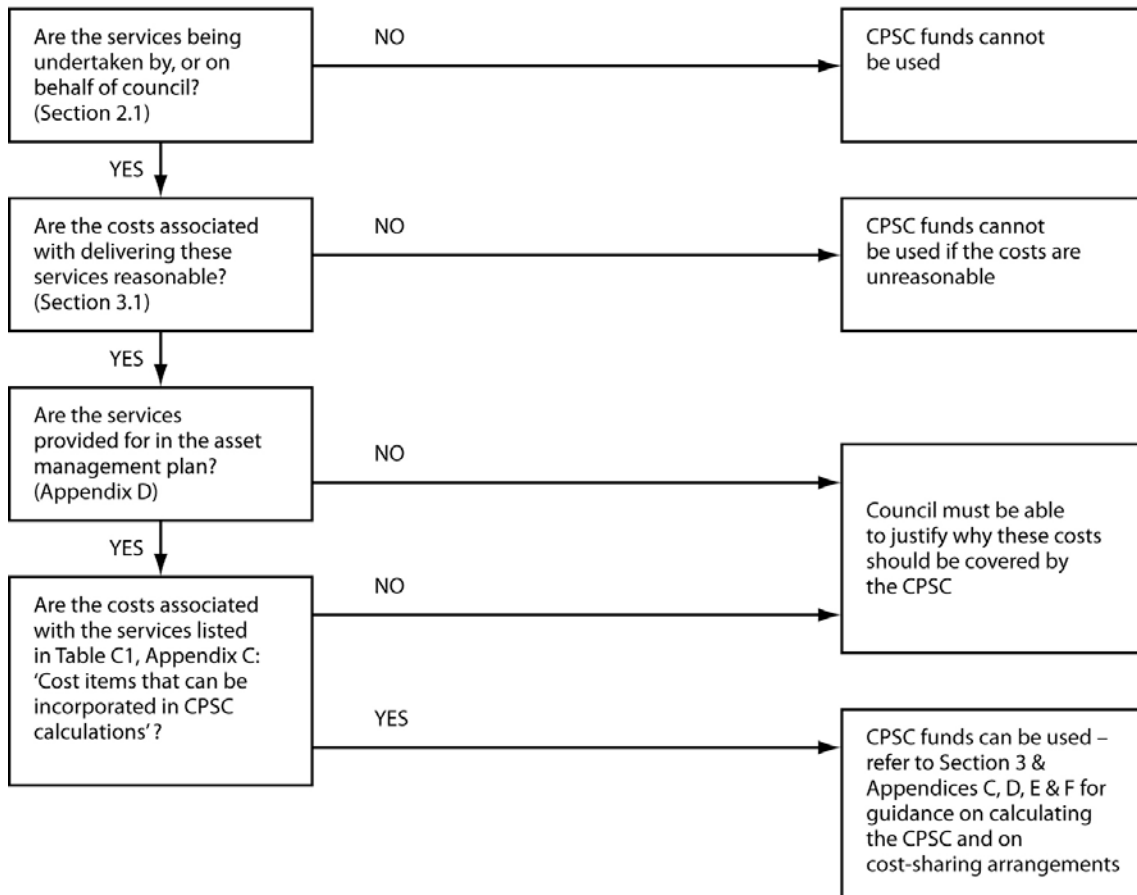 Are the services being
undertaken by, or on
behalf of council?
(Section 2.1)
NO
CPSC funds cannot
be used
YES
Are the costs associated
with delivering these
services reasonable?
(Section 3.1)
NO
CPSC funds cannot
be used if the costs are
unreasonable
YES
Are the services
provided for in the asset
management plan?
(Appendix D)
NO
Council must be able
to justify why these costs
should be covered by
the CPSC
YES
Are the costs associated
with the services listed
in Table C1, Appendix C:
‘Cost items that can be
incorporated in CPSC
calculations’?
NO
YES
CPSC funds can be used –
refer to Section 3 &
Appendices C, D, E & F for
guidance on calculating
the CPSC and on
cost-sharing arrangements